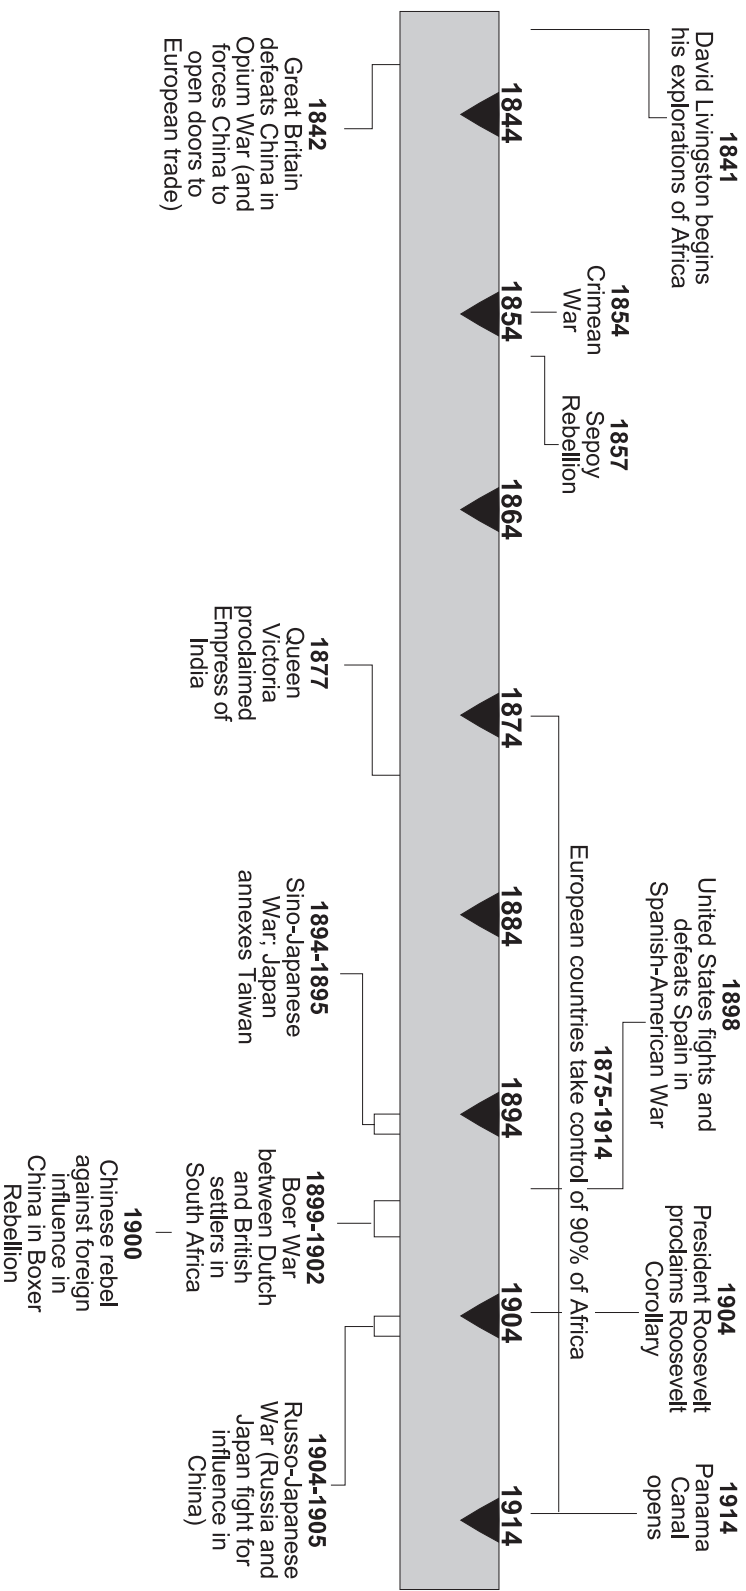 1841
David Livingston begins
his explorations of Africa
1854
Crimean
War
1857
Sepoy
Rebellion
1898
United States fights and
defeats Spain in
Spanish-American War
1904
President Roosevelt
proclaims Roosevelt
Corollary
1914
Panama
Canal
opens
1875-1914
European countries take control of 90% of Africa
1844
1854
1864
1874
1884
1894
1904
1914
1842
Great Britain
defeats China in
Opium War (and
forces China to
open doors to
European trade)
1877
Queen
Victoria
proclaimed
Empress of
India
1894-1895
Sino-Japanese
War; Japan
annexes Taiwan
1899-1902
Boer War
between Dutch
and British
settlers in
South Africa
1900
Chinese rebel
against foreign
influence in
China in Boxer
Rebellion
1904-1905
Russo-Japanese
War (Russia and
Japan fight for
influence in
China)